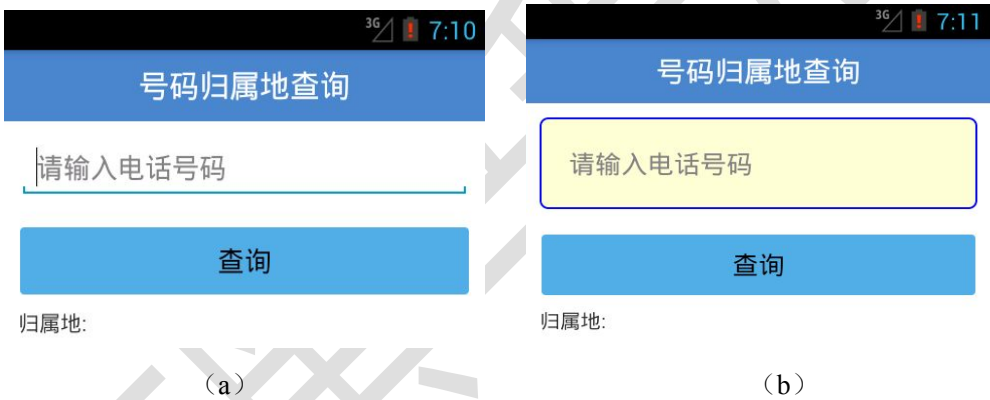 3G 7:10
号码归属地查询
请输入电话号码
查询
归属地:
（a）
3G 7:11
号码归属地查询
请输入电话号码
查询
归属地:
（b）